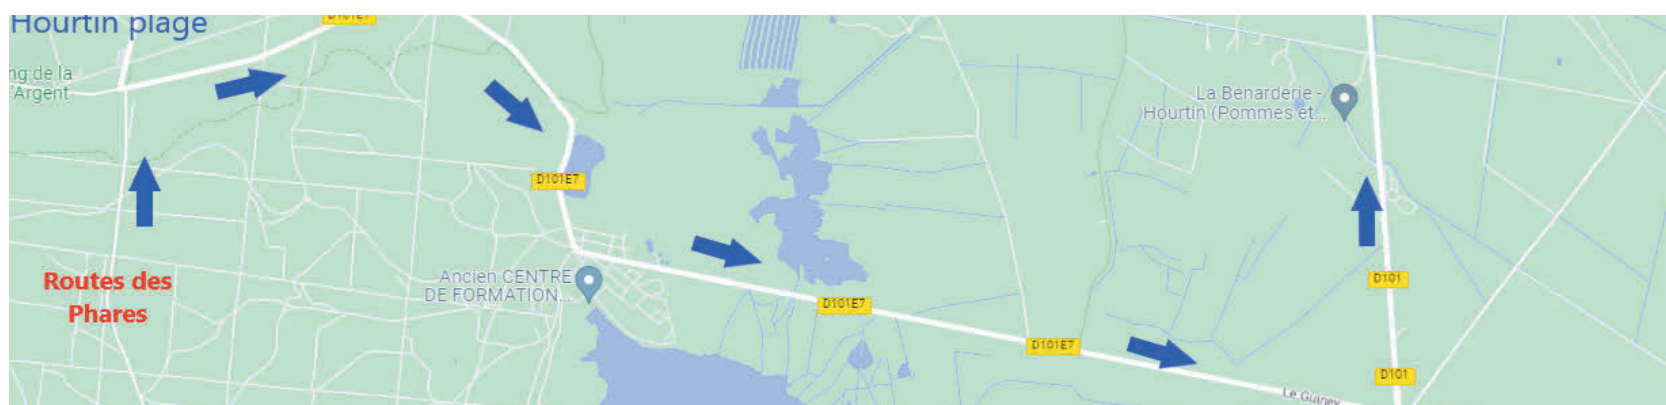 Hourtin plage
D101E7
ng de la
Argent
La Benarderie -
Hourtin (Pommes et...
D101E7
Routes des
Phares
Ancien CENTRE
DE FORMATION...
D101E7
D101E7
D101
D101
Le Guiney